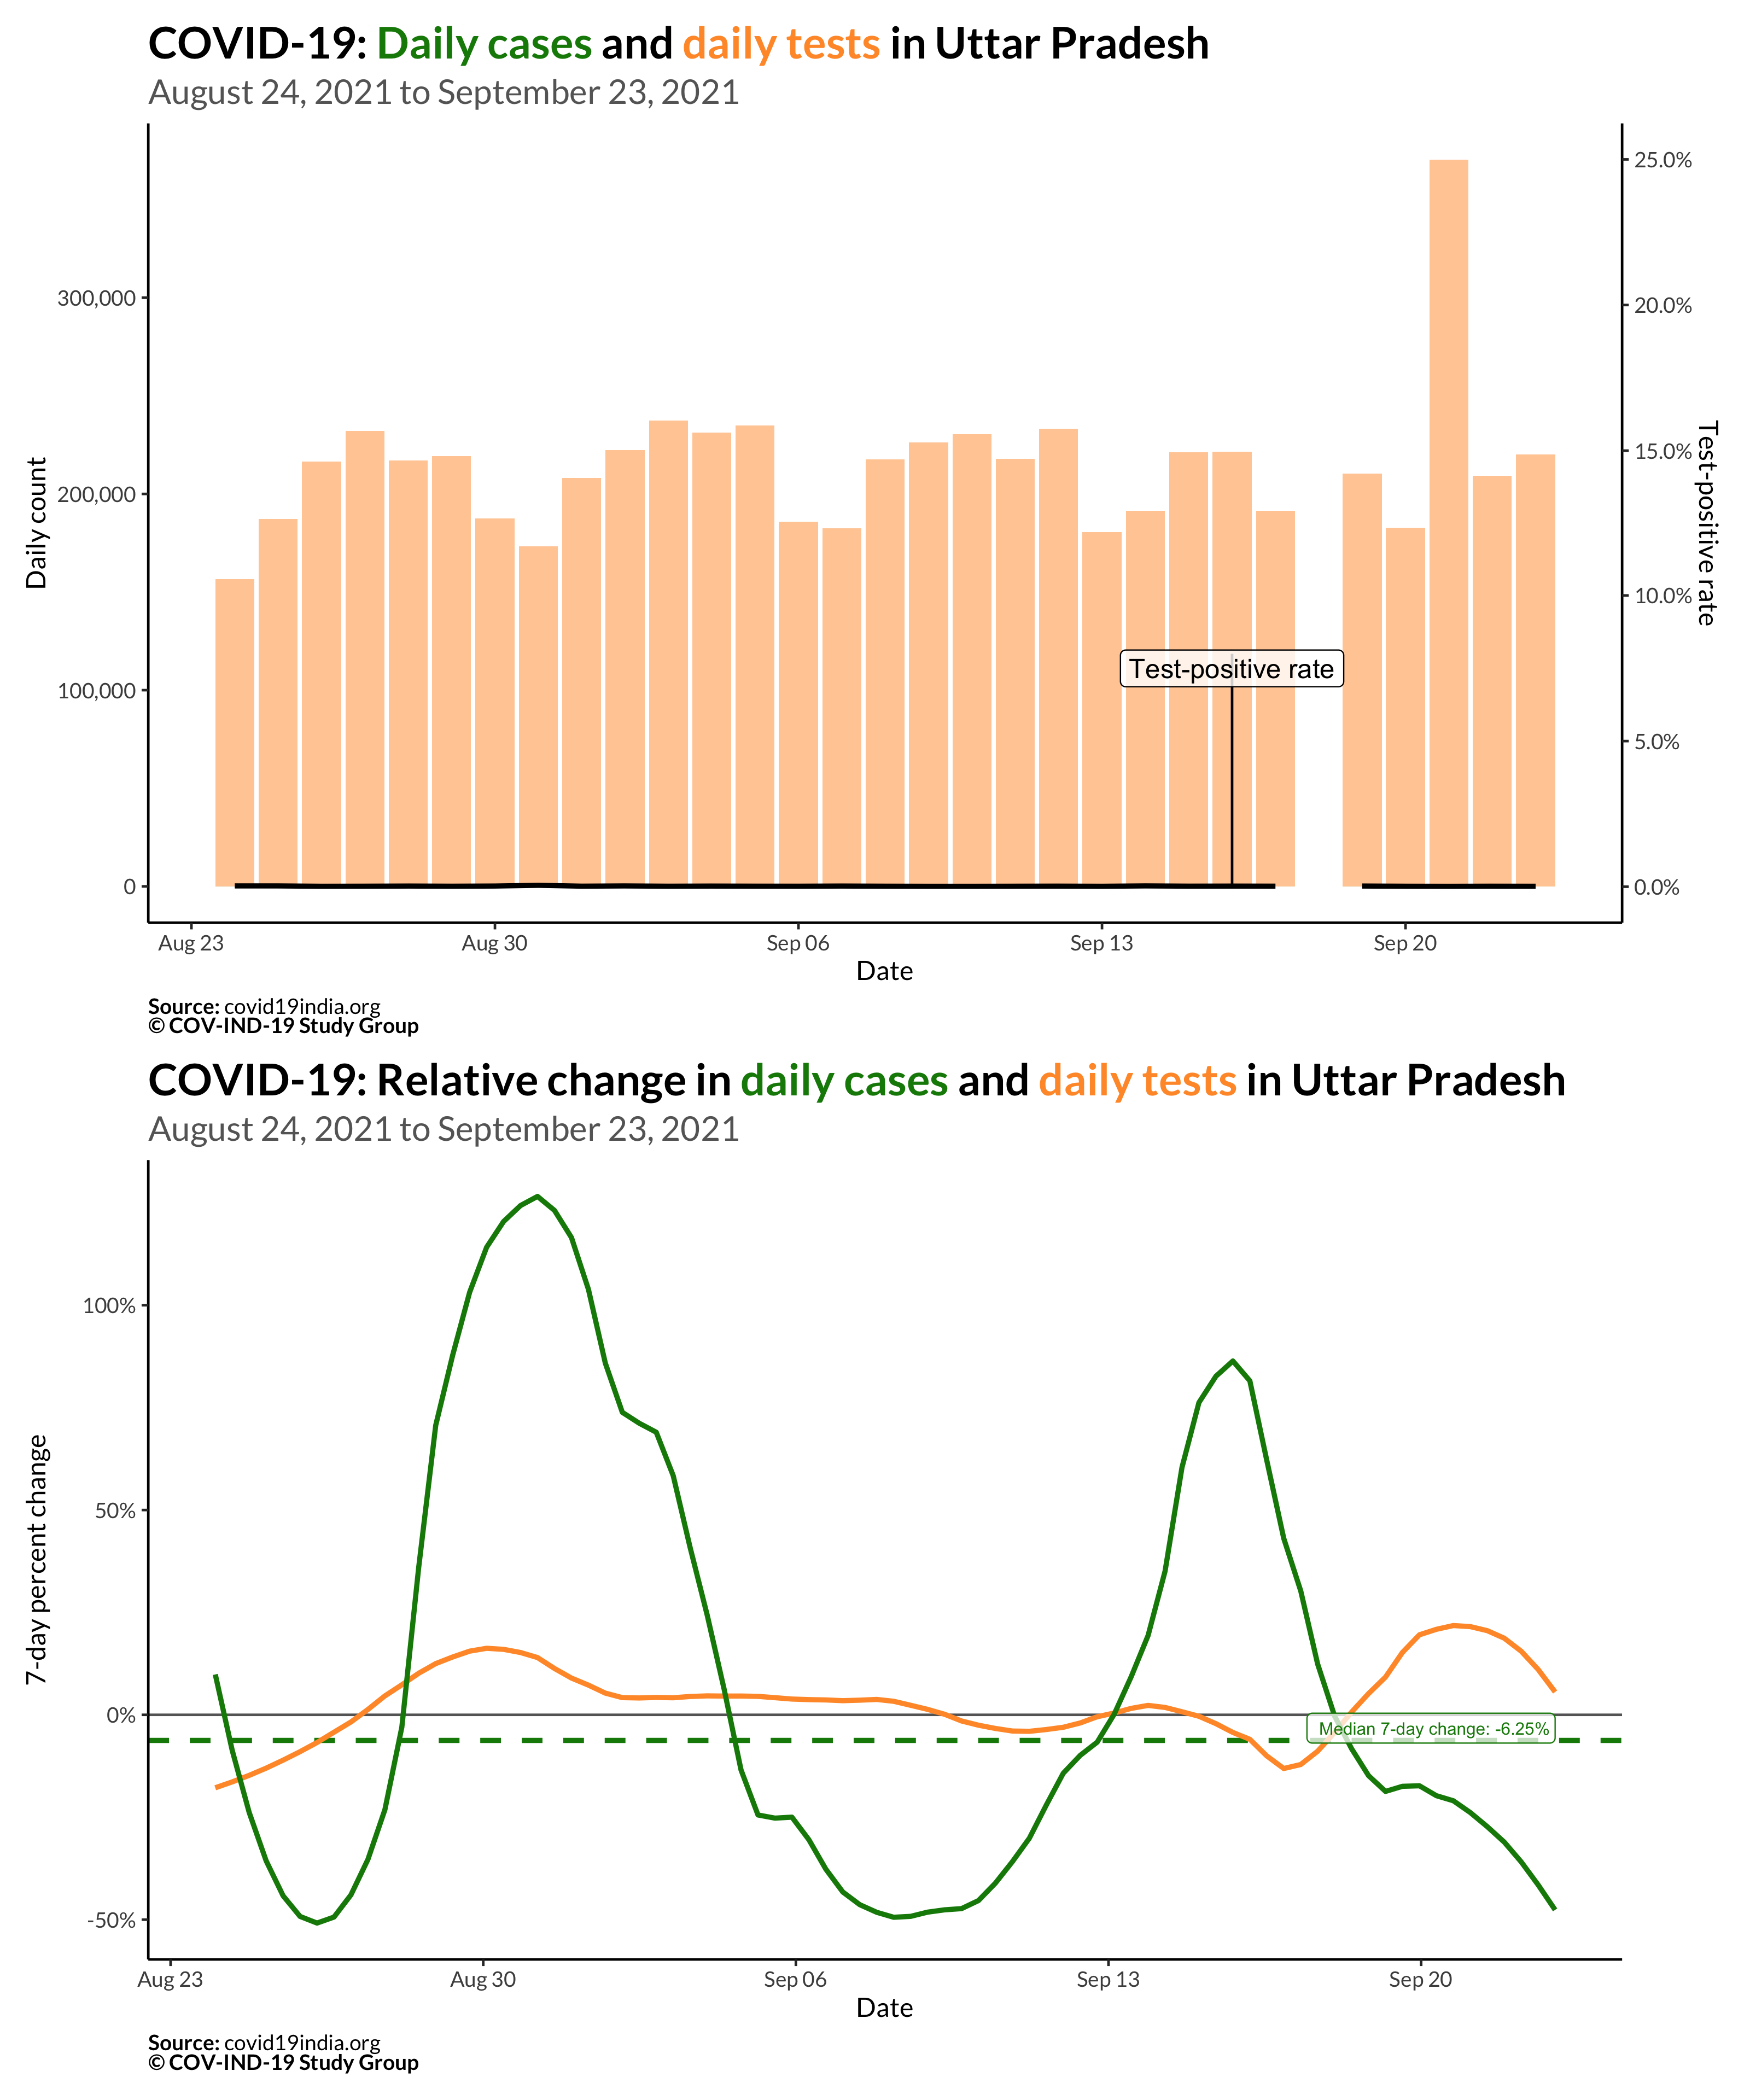 COVID-19: Daily cases and daily tests in Uttar Pradesh
August 24, 2021 to September 23, 2021
25.0%
20.0%
15.0%
10.0%
5.0%
0.0%
Test-positive rate
300,000
200,000
100,000
0
Daily count
Test-positive rate
Aug 23
Aug 30
Sep 06
Sep 13
Sep 20
Date
Source: covid19india.org
© COV-IND-19 Study Group
COVID-19: Relative change in daily cases and daily tests in Uttar Pradesh
August 24, 2021 to September 23, 2021
100%
50%
0%
-50%
7-day percent change
Median 7-day change: -6.25%
Aug 23
Aug 30
Sep 06
Sep 13
Sep 20
Date
Source: covid19india.org
© COV-IND-19 Study Group